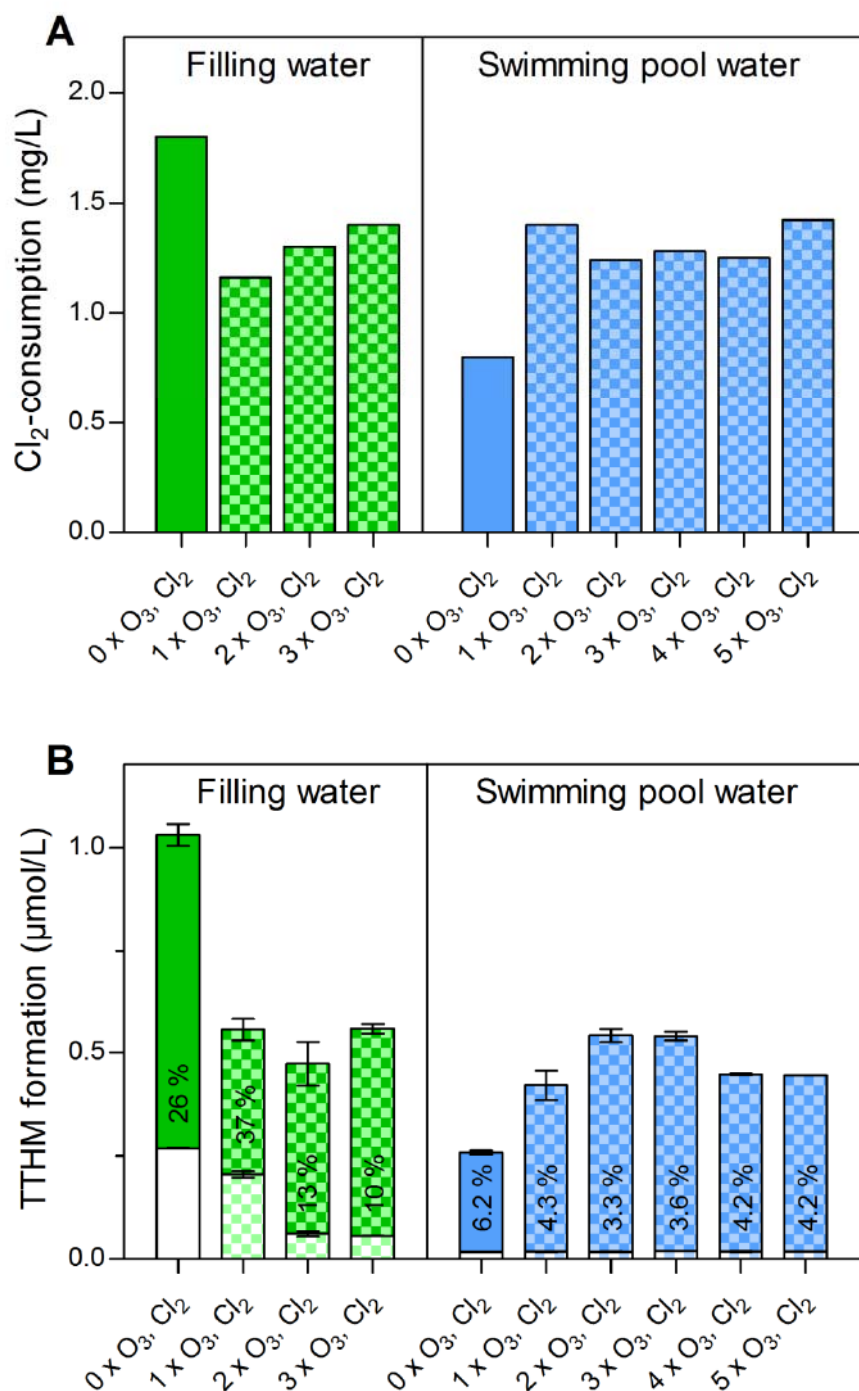 A
Filling water
Swimming pool water
Cl₂-consumption (mg/L)
2.0
1.5
1.0
0.5
0.0
0 x O₃, Cl₂
1 x O₃, Cl₂
2 x O₃, Cl₂
3 x O₃, Cl₂
0 x O₃, Cl₂
1 x O₃, Cl₂
2 x O₃, Cl₂
3 x O₃, Cl₂
4 x O₃, Cl₂
5 x O₃, Cl₂
B
Filling water
Swimming pool water
TTHM formation (µmol/L)
1.0
0.5
0.0
26 %
37 %
13 %
10 %
6.2 %
4.3 %
3.3 %
3.6 %
4.2 %
4.2 %
0 x O₃, Cl₂
1 x O₃, Cl₂
2 x O₃, Cl₂
3 x O₃, Cl₂
0 x O₃, Cl₂
1 x O₃, Cl₂
2 x O₃, Cl₂
3 x O₃, Cl₂
4 x O₃, Cl₂
5 x O₃, Cl₂